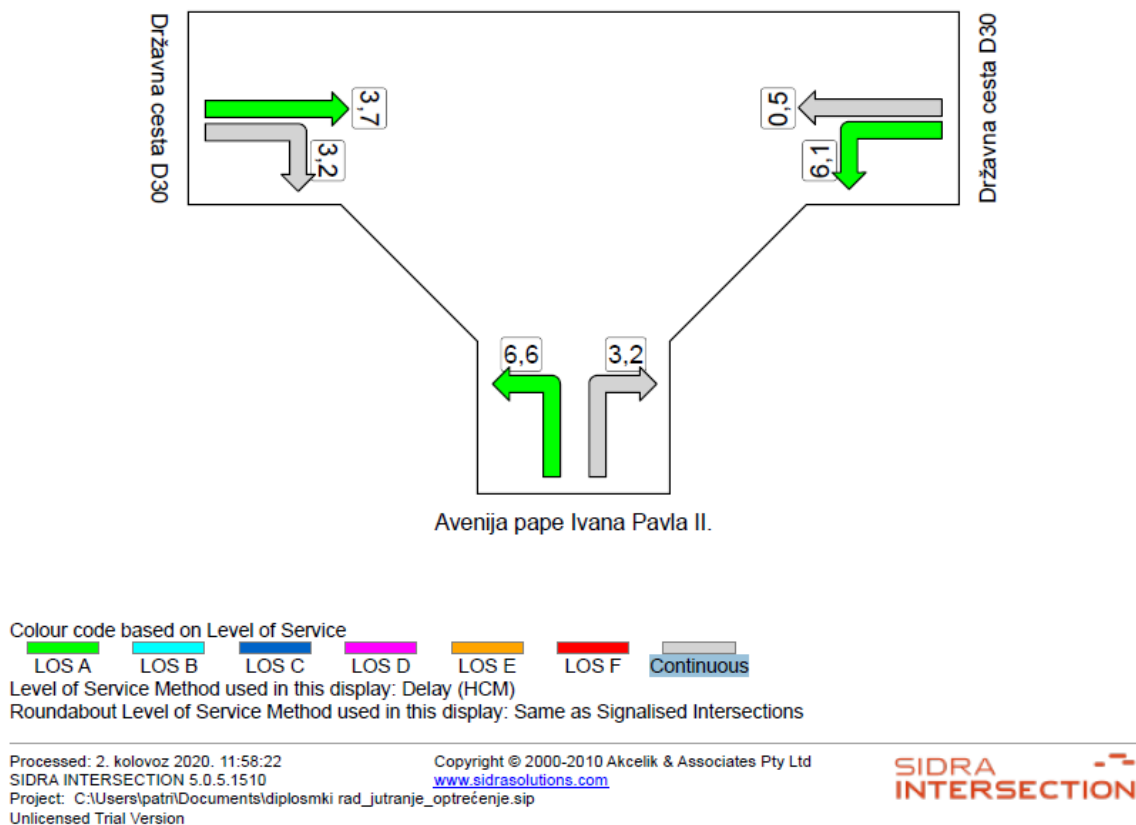 Državna cesta D30
3,7
3,2
0,5
6,1
Državna cesta D30
6,6
3,2
Avenija pape Ivana Pavla II.
Colour code based on Level of Service
LOS A LOS B LOS C LOS D LOS E LOS F Continuous
Level of Service Method used in this display: Delay (HCM)
Roundabout Level of Service Method used in this display: Same as Signalised Intersections
Processed: 2. kolovoz 2020. 11:58:22
SIDRA INTERSECTION 5.0.5.1510
Project: C:\Users\patri\Documents\diplosmki rad_jutranje_optrećenje.sip
Unlicensed Trial Version
Copyright © 2000-2010 Akcelik & Associates Pty Ltd
www.sidrasolutions.com
SIDRA
INTERSECTION